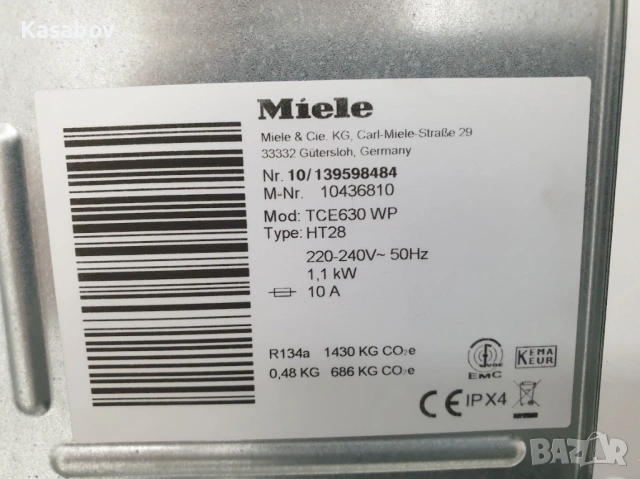 Kasabov
Miele
Miele & Cie. KG, Carl-Miele-Straße 29
33332 Gütersloh, Germany
Nr. 10/139598484
M-Nr. 10436810
Mod: TCE630 WP
Type: HT28
220-240V~ 50Hz
1,1 kW
10 A
R134a 1430 KG CO₂e
0,48 KG 686 KG CO₂e
VDE
EMC
KEMA
KEUR
CE IPX4
BAZAR